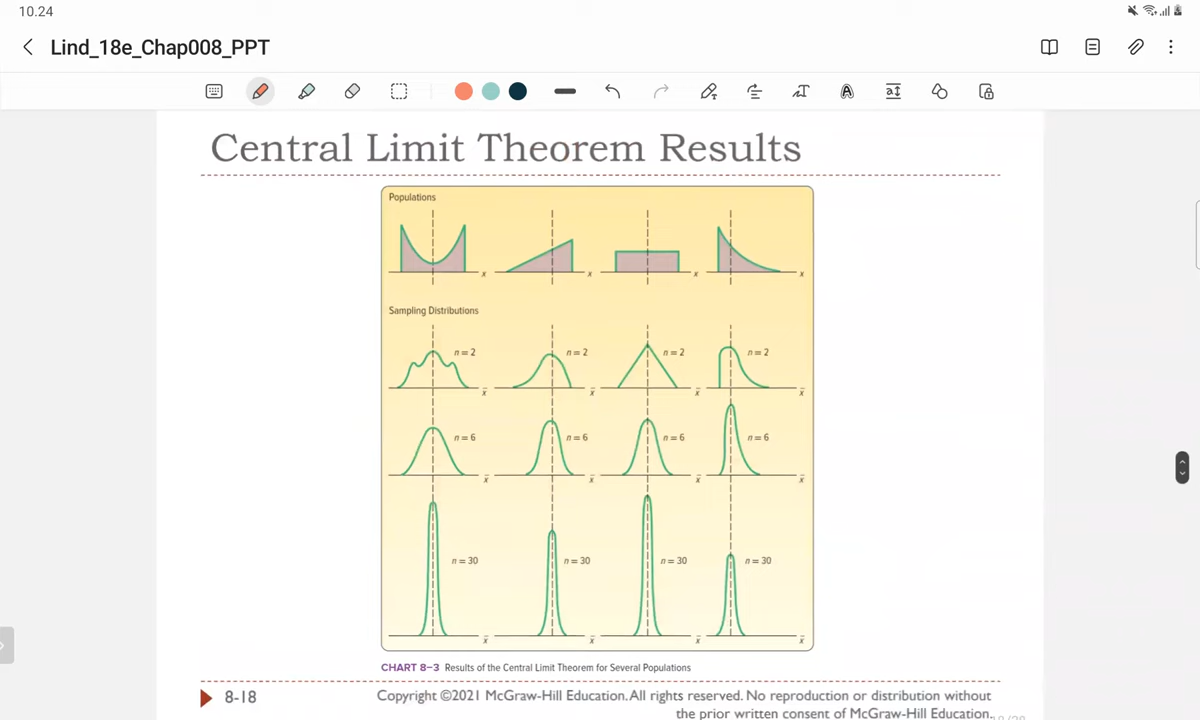 10.24
Lind_18e_Chap008_PPT
Central Limit Theorem Results
Populations
x x x x
Sampling Distributions
n = 2 n = 2 n = 2 n = 2
x̄ x̄ x̄ x̄
n = 6 n = 6 n = 6 n = 6
x̄ x̄ x̄ x̄
n = 30 n = 30 n = 30 n = 30
x̄ x̄ x̄ x̄
CHART 8–3 Results of the Central Limit Theorem for Several Populations
8-18
Copyright ©2021 McGraw-Hill Education. All rights reserved. No reproduction or distribution without
the prior written consent of McGraw-Hill Education.